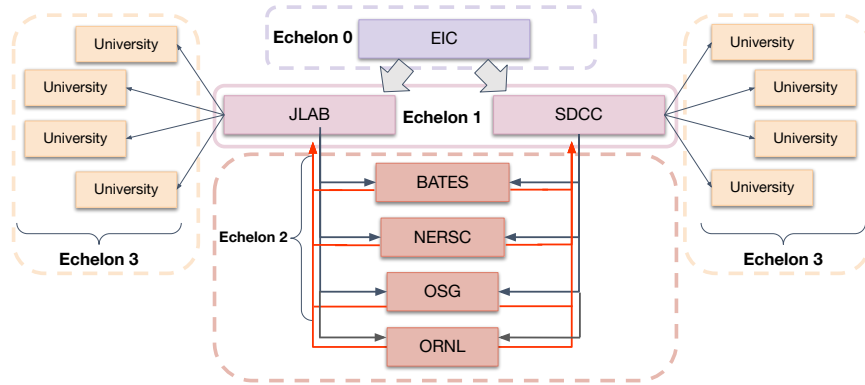 Echelon 0
EIC
University
University
University
University
Echelon 3
JLAB
Echelon 1
SDCC
Echelon 2
BATES
NERSC
OSG
ORNL
University
University
University
University
Echelon 3